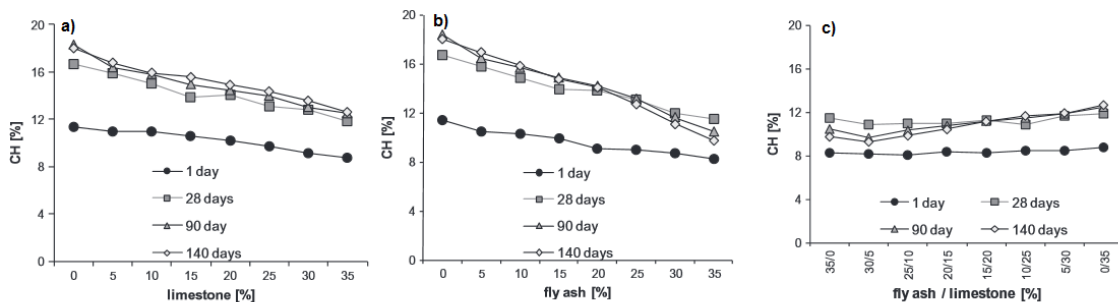 a)
CH [%]
20
16
12
8
4
0
1 day
28 days
90 day
140 days
0 5 10 15 20 25 30 35
limestone [%]
b)
CH [%]
20
16
12
8
4
0
1 day
28 days
90 day
140 days
0 5 10 15 20 25 30 35
fly ash [%]
c)
CH [%]
20
16
12
8
4
0
1 day 28 days
90 day 140 days
35/0 30/5 25/10 20/15 15/20 10/25 5/30 0/35
fly ash / limestone [%]